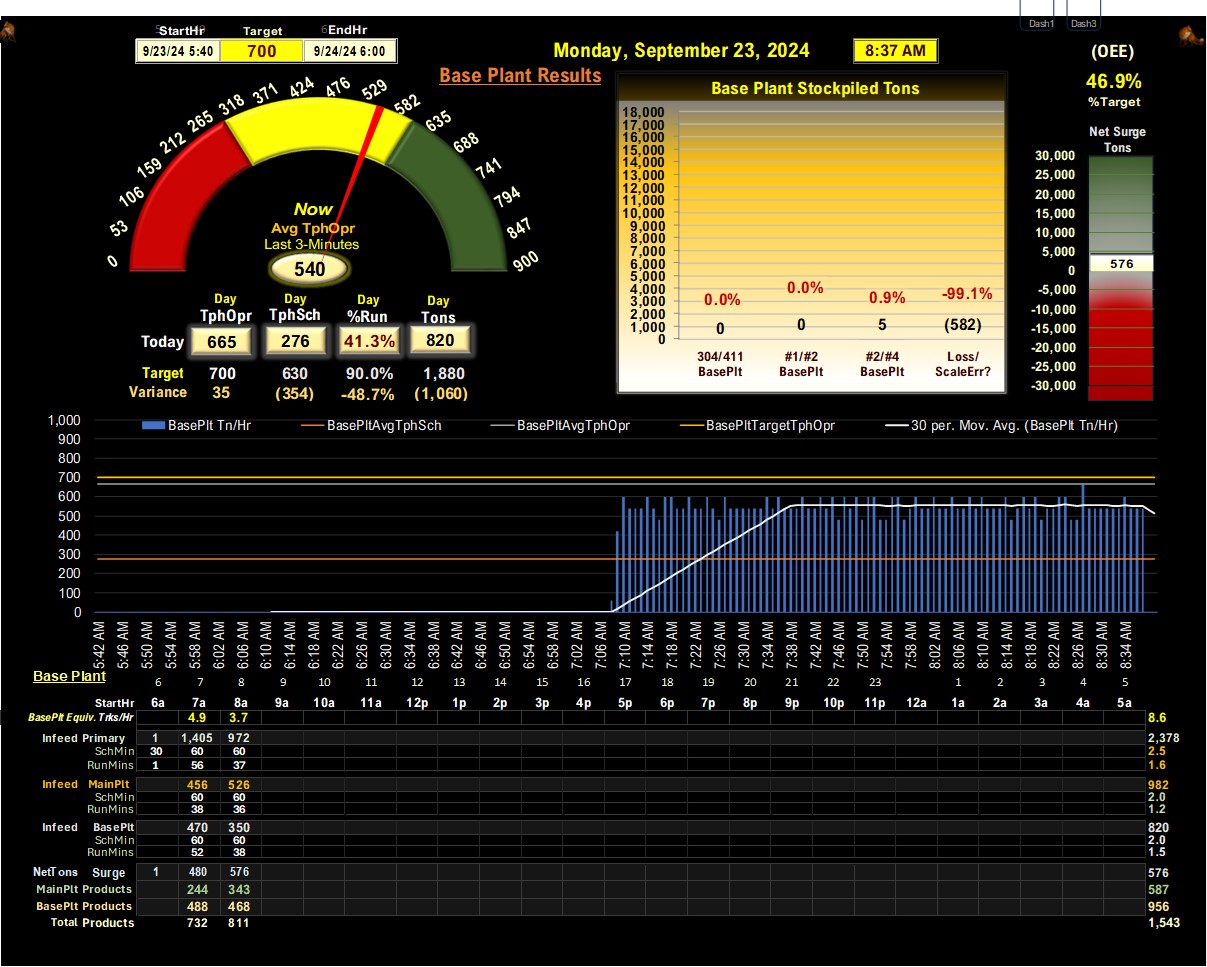 Dash1 Dash3
StartHr Target EndHr
9/23/24 5:40 700 9/24/24 6:00
Monday, September 23, 2024 8:37 AM
Base Plant Results
(OEE)
46.9%
%Target
0 53 106 159 212 265 318 371 424 476 529 582 635 688 741 794 847 900
Now
Avg TphOpr
Last 3-Minutes
540
Day Day Day Day
TphOpr TphSch %Run Tons
Today 665 276 41.3% 820
Target 700 630 90.0% 1,880
Variance 35 (354) -48.7% (1,060)
Base Plant Stockpiled Tons
18,000
17,000
16,000
15,000
14,000
13,000
12,000
11,000
10,000
9,000
8,000
7,000
6,000
5,000
4,000
3,000
2,000
1,000
0
0.0% 0.0% 0.9% -99.1%
0 0 5 (582)
304/411 #1/#2 #2/#4 Loss/
BasePlt BasePlt BasePlt ScaleErr?
Net Surge
Tons
30,000
25,000
20,000
15,000
10,000
5,000
576
0
-5,000
-10,000
-15,000
-20,000
-25,000
-30,000
BasePlt Tn/Hr BasePltAvgTphSch BasePltAvgTphOpr BasePltTargetTphOpr 30 per. Mov. Avg. (BasePlt Tn/Hr)
1,000
900
800
700
600
500
400
300
200
100
0
5:42 AM 5:46 AM 5:50 AM 5:54 AM 5:58 AM 6:02 AM 6:10 AM 6:14 AM 6:18 AM 6:22 AM 6:26 AM 6:30 AM 6:34 AM 6:38 AM 6:42 AM 6:46 AM 6:50 AM 6:54 AM 6:58 AM 7:02 AM 7:06 AM 7:10 AM 7:14 AM 7:18 AM 7:22 AM 7:26 AM 7:30 AM 7:34 AM 7:38 AM 7:42 AM 7:46 AM 7:50 AM 7:54 AM 7:58 AM 8:02 AM 8:06 AM 8:10 AM 8:14 AM 8:18 AM 8:22 AM 8:26 AM 8:30 AM 8:34 AM
Base Plant
6 7 8 9 10 11 12 13 14 15 16 17 18 19 20 21 22 23 1 2 3 4 5
StartHr 6a 7a 8a 9a 10a 11a 12p 1p 2p 3p 4p 5p 6p 7p 8p 9p 10p 11p 12a 1a 2a 3a 4a 5a
BasePlt Equiv. Trks/Hr 4.9 3.7 8.6
Infeed Primary 1 1,405 972 2,378
SchMin 30 60 60 2.5
RunMins 1 56 37 1.6
Infeed MainPlt 456 526 982
SchMin 60 60 2.0
RunMins 38 36 1.2
Infeed BasePlt 470 350 820
SchMin 60 60 2.0
RunMins 52 38 1.5
NetTons Surge 1 480 576 576
MainPlt Products 244 343 587
BasePlt Products 488 468 956
Total Products 732 811 1,543